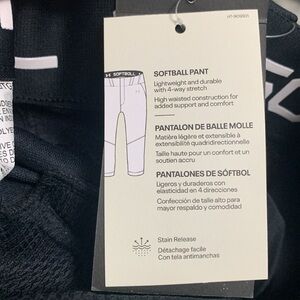 SOFTBALL
SOFTBALL PANT
Lightweight and durable
with 4-way stretch
High waisted construction for
added support and comfort
PANTALON DE BALLE MOLLE
Matière légère et extensible à
extensibilité quadridirectionnelle
Taille haute pour un confort et un
soutien accru
PANTALONES DE SÓFTBOL
Ligeros y duraderos con
elasticidad en 4 direcciones
Confección de talle alto para
mayor respaldo y comodidad
Stain Release
Détachage facile
Con tela antimanchas